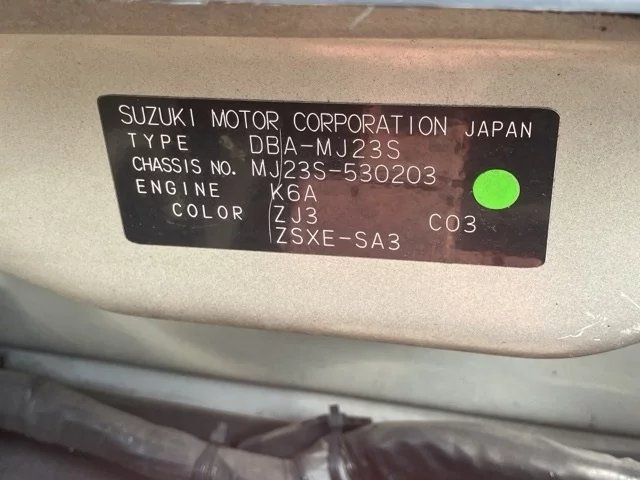 SUZUKI MOTOR CORPORATION JAPAN
TYPE DBA-MJ23S
CHASSIS NO. MJ23S-530203
ENGINE K6A
COLOR ZJ3 C03
ZSXE-SA3